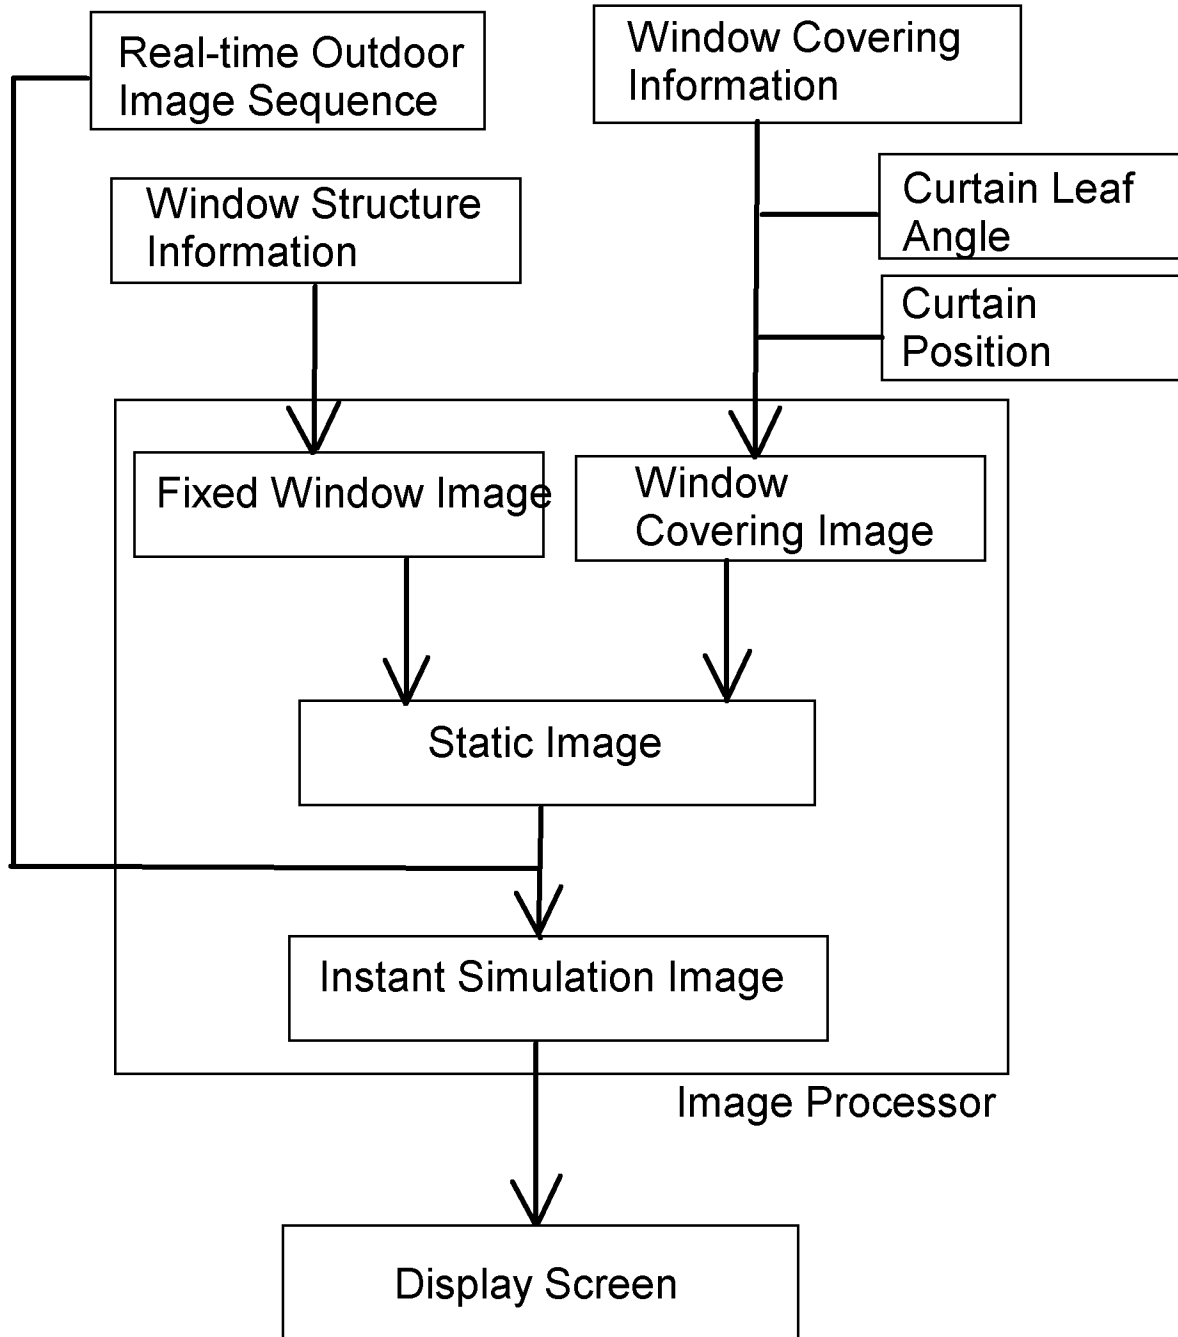 Real-time Outdoor
Image Sequence
Window Covering
Information
Window Structure
Information
Curtain Leaf
Angle
Curtain
Position
Fixed Window Image
Window
Covering Image
Static Image
Instant Simulation Image
Image Processor
Display Screen